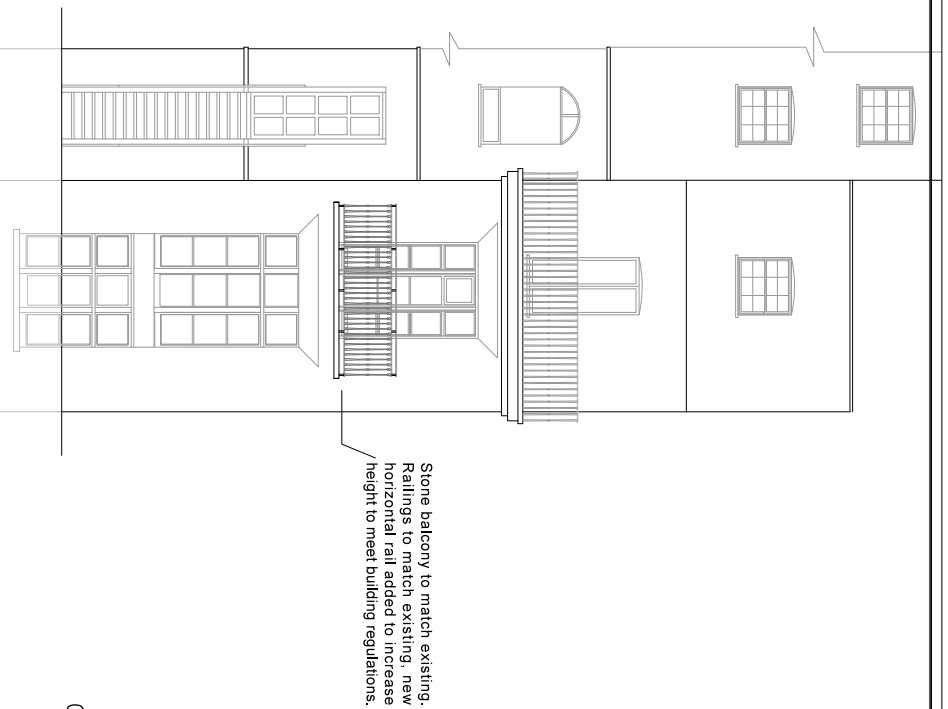 Stone balcony to match existing.
Railings to match existing, new
horizontal rail added to increase
height to meet building regulations.